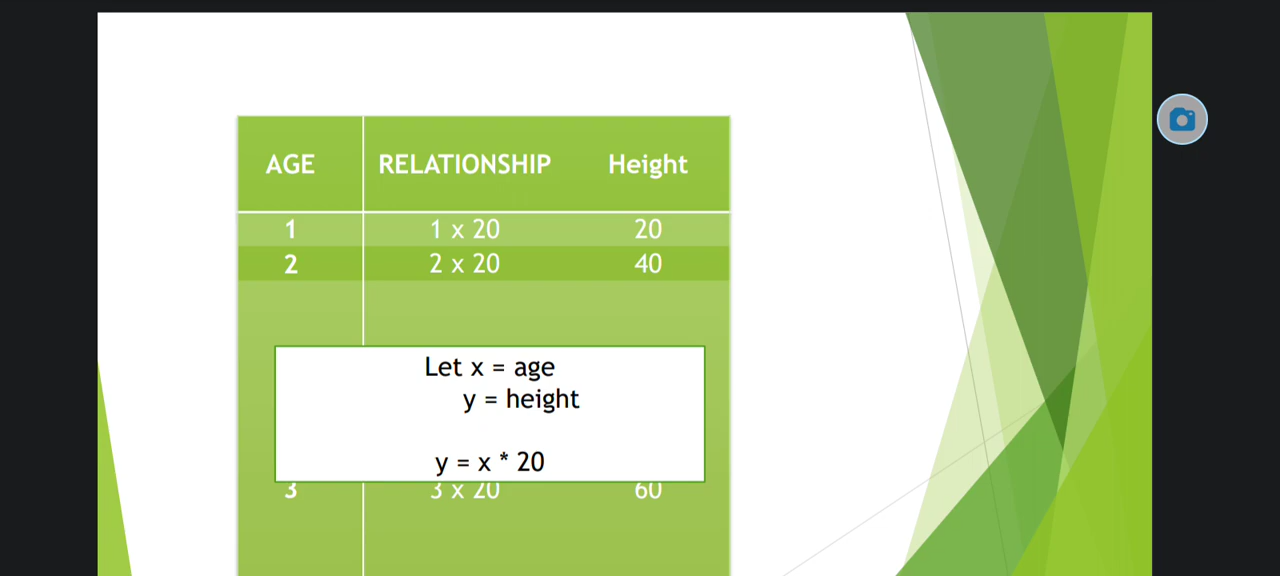 AGE RELATIONSHIP Height
1 1 x 20 20
2 2 x 20 40
Let x = age
y = height
y = x * 20
3 3 x 20 60